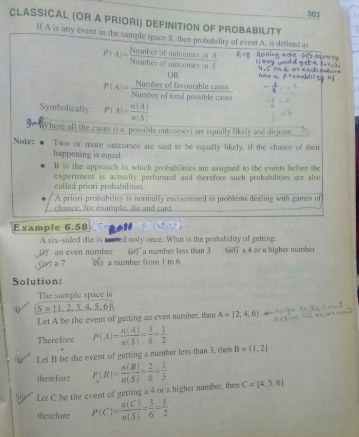 CLASSICAL (OR A PRIORI) DEFINITION OF PROBABILITY
303
If A is any event in the sample space S, then probability of event A, is defined as
P(A)= Number of outcomes in A / Number of outcomes in S
OR
P(A)= Number of favourable cases / Number of total possible cases
Symbolically: P(A)= n(A) / n(S)
Where all the cases (i.e. possible outcomes) are equally likely and disjoint.
Note: • Two or more outcomes are said to be equally likely, if the chance of their
happening is equal.
• It is the approach in which probabilities are assigned to the events before the
experiment is actually performed and therefore such probabilities are also
called priori probabilities.
• A priori probability is normally encountered in problems dealing with games of
chance, for example, die and card.
Example 6.58
A six-sided die is only once. What is the probability of getting:
(i) an even number (ii) a number less than 3 (iii) a 4 or a higher number
(iv) a 7 (v) a number from 1 to 6
Solution:
The sample space is
S = {1, 2, 3, 4, 5, 6}
Let A be the event of getting an even number, then A = {2, 4, 6}
Therefore P(A)= n(A)/n(S) = 3/6 = 1/2
Let B be the event of getting a number less than 3, then B = {1, 2}
therefore P(B)= n(B)/n(S) = 2/6 = 1/3
Let C be the event of getting a 4 or a higher number, then C = {4, 5, 6}
therefore P(C)= n(C)/n(S) = 3/6 = 1/2